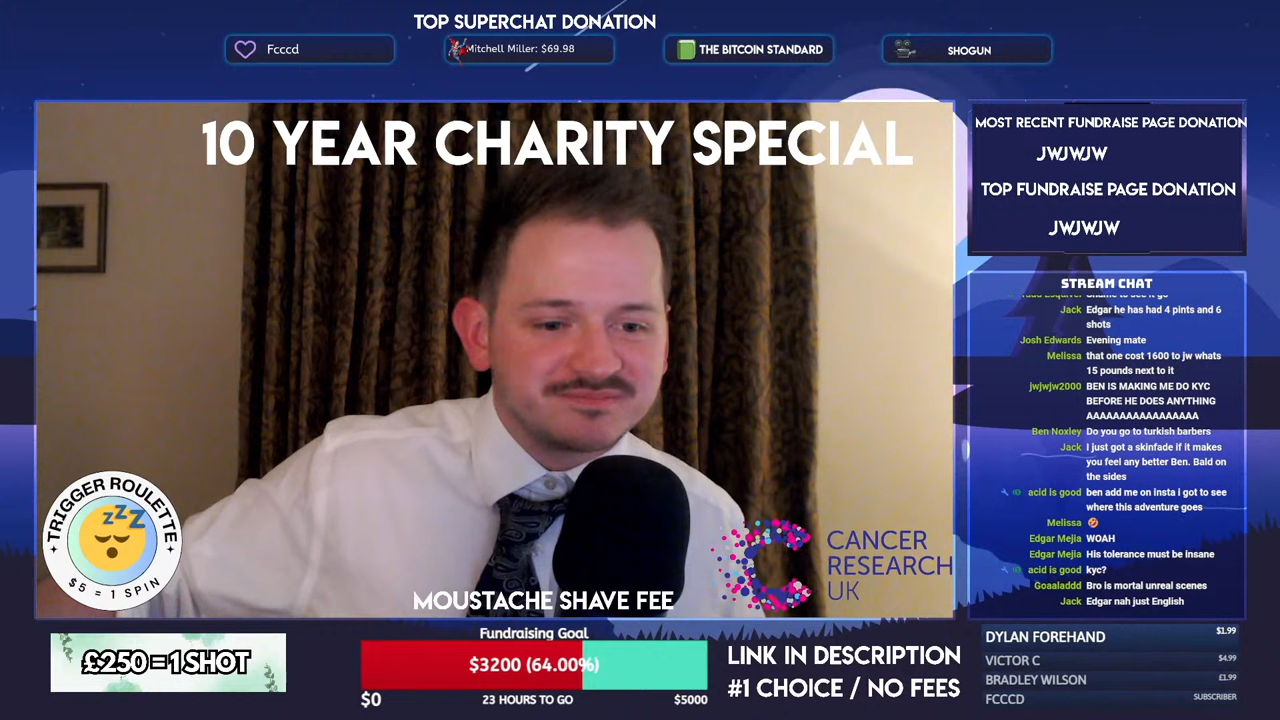 TOP SUPERCHAT DONATION
Fcccd
Mitchell Miller: $69.98
THE BITCOIN STANDARD
SHOGUN
10 YEAR CHARITY SPECIAL
MOST RECENT FUNDRAISE PAGE DONATION
JWJWJW
TOP FUNDRAISE PAGE DONATION
JWJWJW
STREAM CHAT
Jack Edgar he has had 4 pints and 6
shots
Josh Edwards Evening mate
Melissa that one cost 1600 to jw whats
15 pounds next to it
jwjwjw2000 BEN IS MAKING ME DO KYC
BEFORE HE DOES ANYTHING
AAAAAAAAAAAAAAAAA
Ben Noxley Do you go to turkish barbers
Jack I just got a skinfade if it makes
you feel any better Ben. Bald on
the sides
acid is good ben add me on insta i got to see
where this adventure goes
Melissa 🤣
Edgar Mejia WOAH
Edgar Mejia His tolerance must be insane
acid is good kyc?
Goaaladdd Bro is mortal unreal scenes
Jack Edgar nah just English
TRIGGER ROULETTE
zzZ
$5 = 1 SPIN
CANCER
RESEARCH
UK
MOUSTACHE SHAVE FEE
£250 = 1 SHOT
Fundraising Goal
$3200 (64.00%)
$0
23 HOURS TO GO
$5000
LINK IN DESCRIPTION
#1 CHOICE / NO FEES
DYLAN FOREHAND $1.99
VICTOR C $4.99
BRADLEY WILSON £1.99
FCCCD SUBSCRIBER